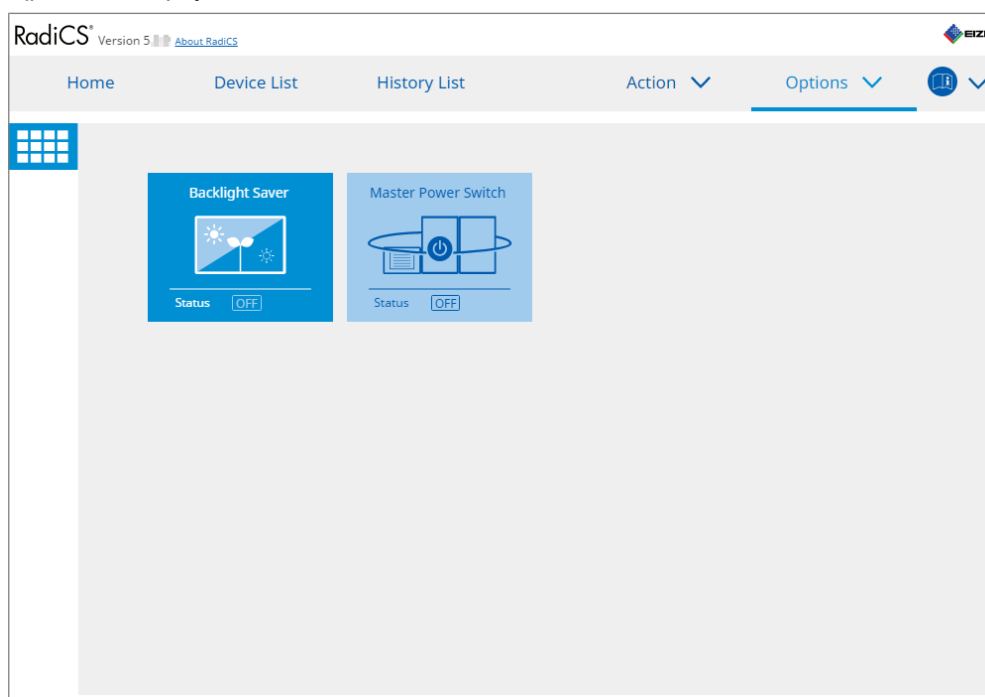 RadiCS® Version 5. About RadiCS
Home Device List History List Action Options
Backlight Saver Master Power Switch
Status OFF Status OFF